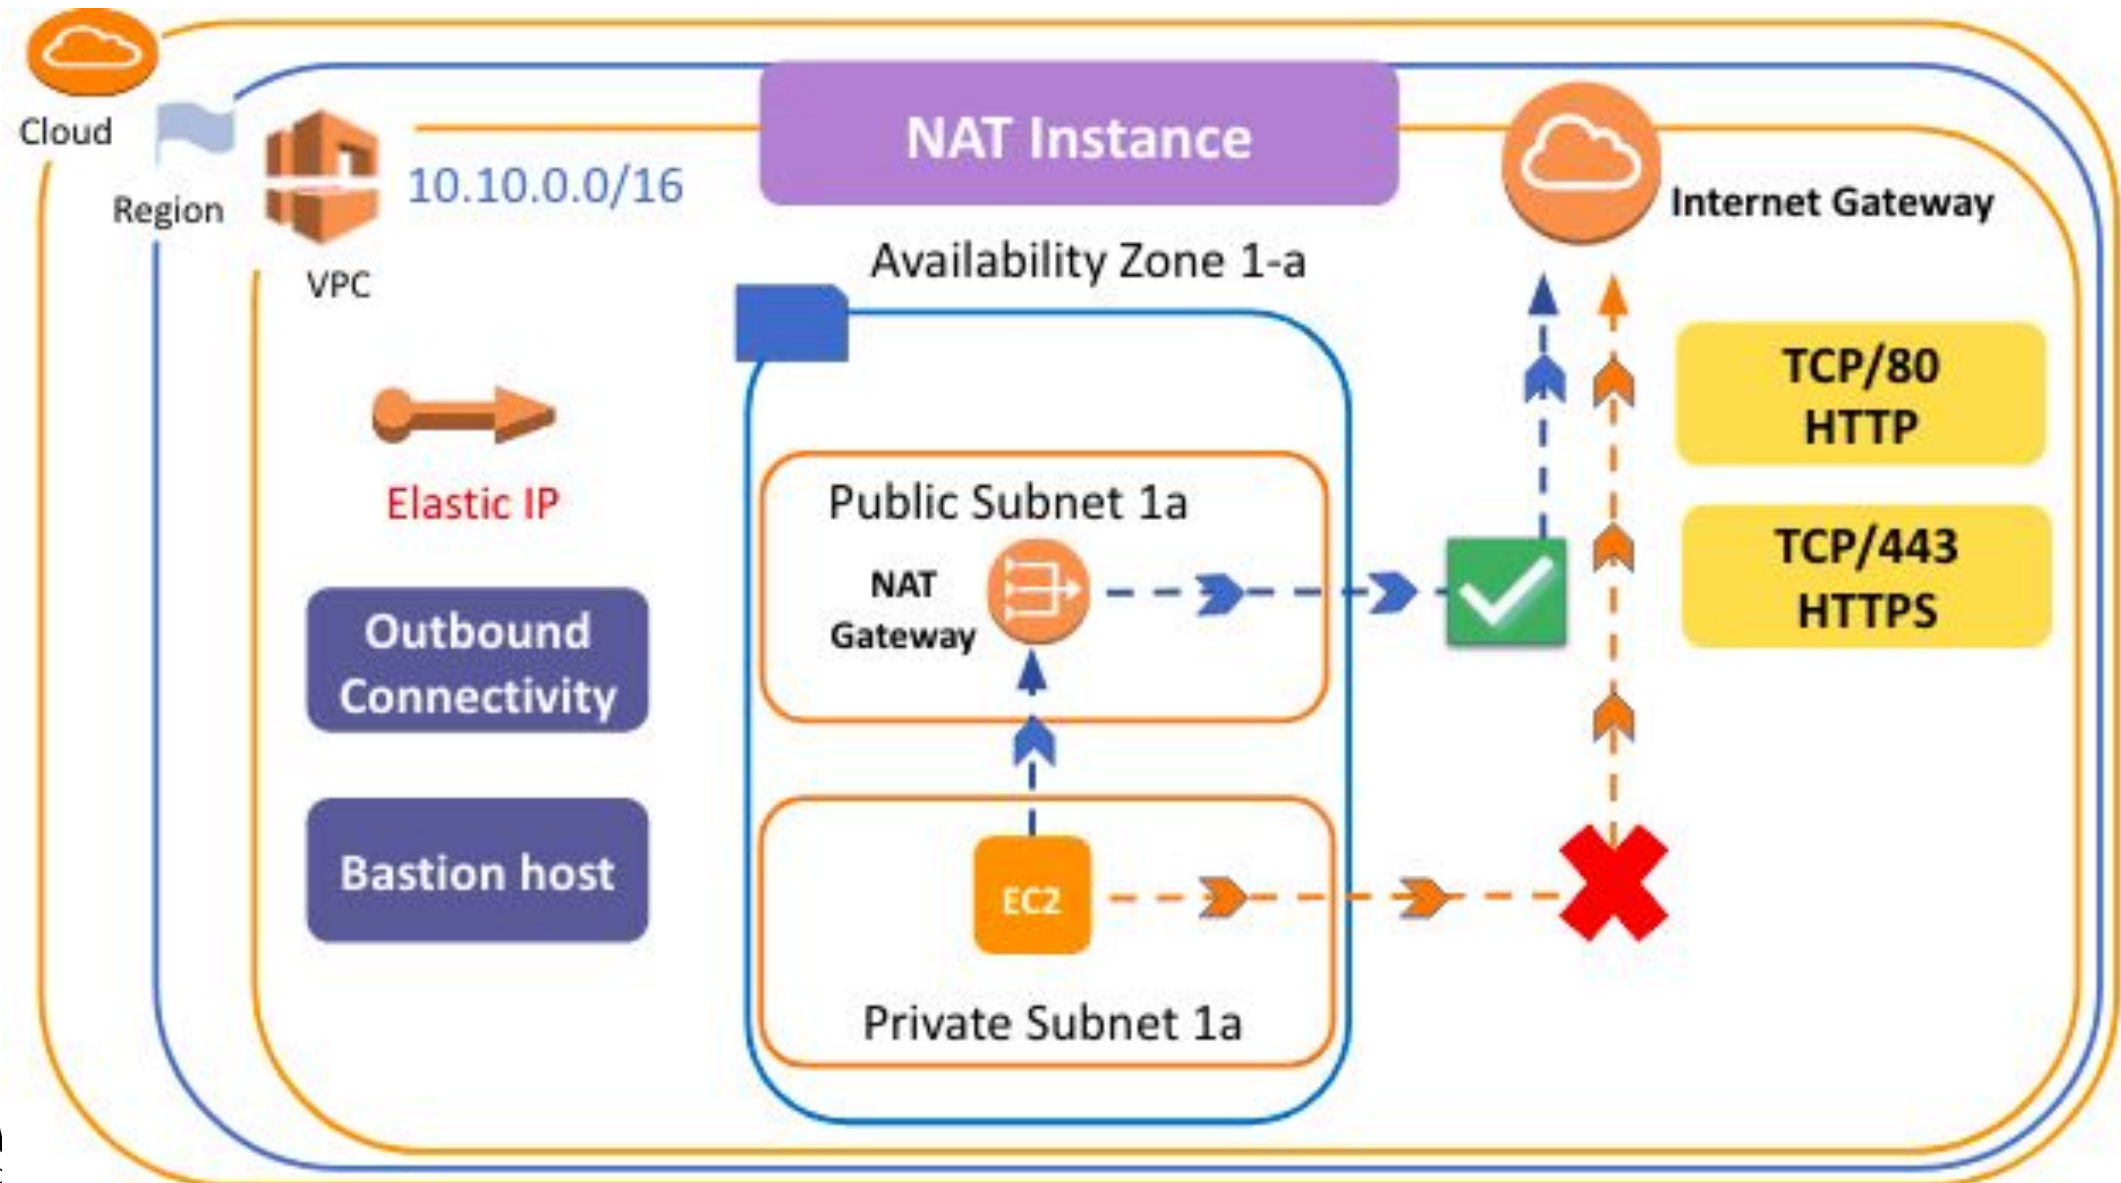 Cloud
Region
VPC
10.10.0.0/16
NAT Instance
Internet Gateway
Availability Zone 1-a
Elastic IP
Outbound
Connectivity
Bastion host
Public Subnet 1a
NAT
Gateway
EC2
Private Subnet 1a
TCP/80
HTTP
TCP/443
HTTPS